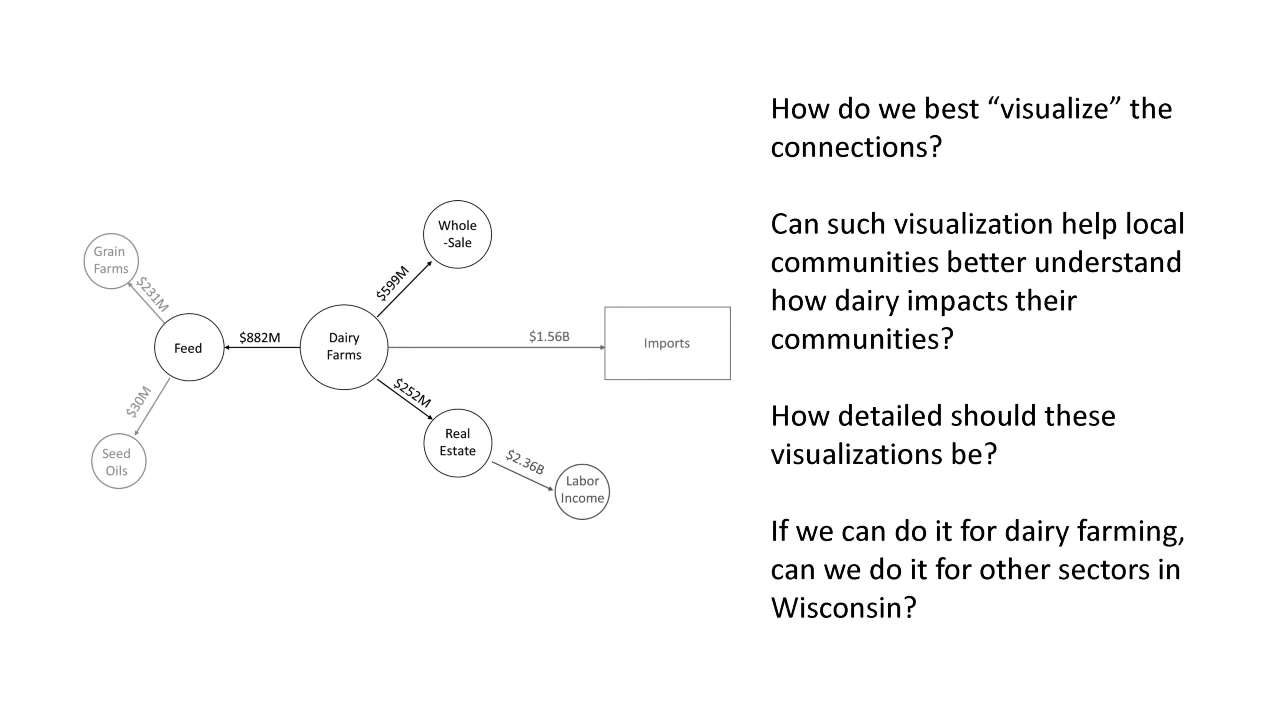 Whole
-Sale
Grain
Farms
$231M
$599M
Feed
$882M
Dairy
Farms
$1.56B
Imports
$30M
$252M
Seed
Oils
Real
Estate
$2.36B
Labor
Income
How do we best “visualize” the
connections?
Can such visualization help local
communities better understand
how dairy impacts their
communities?
How detailed should these
visualizations be?
If we can do it for dairy farming,
can we do it for other sectors in
Wisconsin?